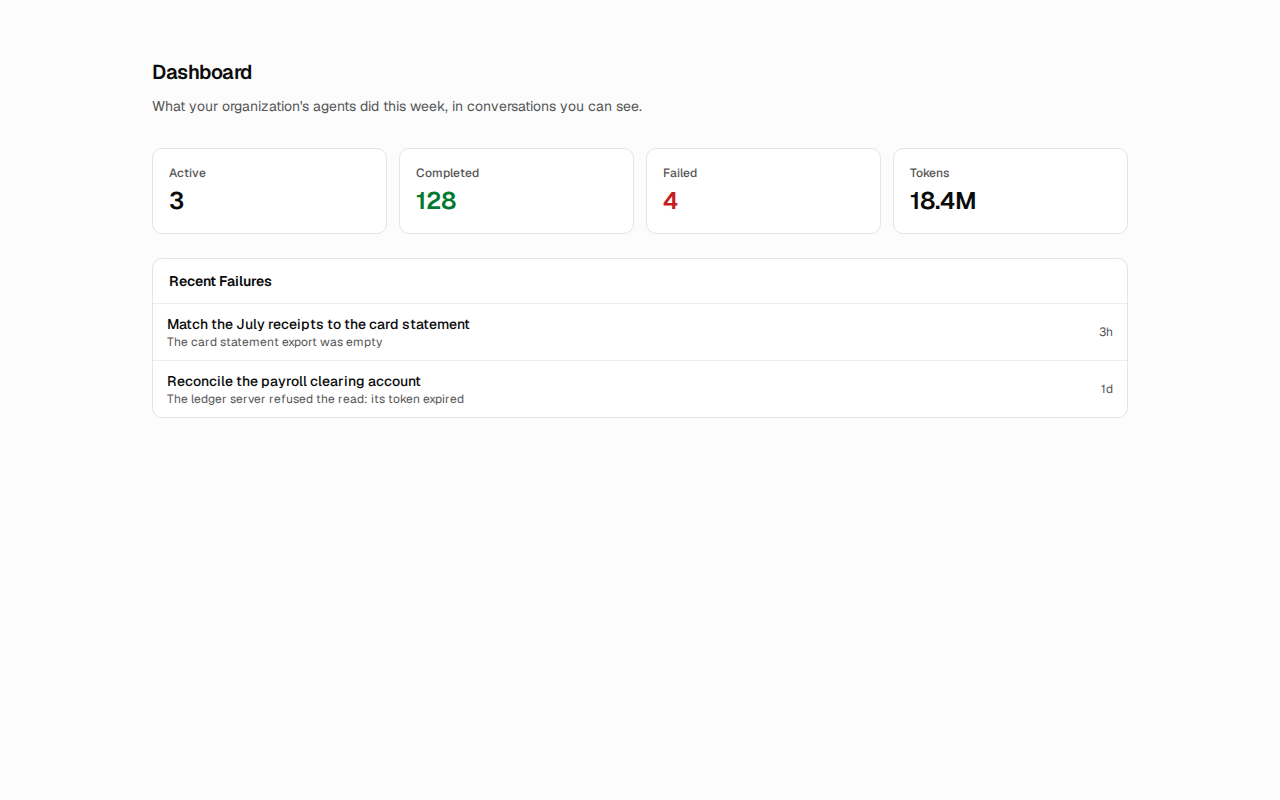 Dashboard
What your organization's agents did this week, in conversations you can see.
Active
3
Completed
128
Failed
4
Tokens
18.4M
Recent Failures
Match the July receipts to the card statement
The card statement export was empty
3h
Reconcile the payroll clearing account
The ledger server refused the read: its token expired
1d